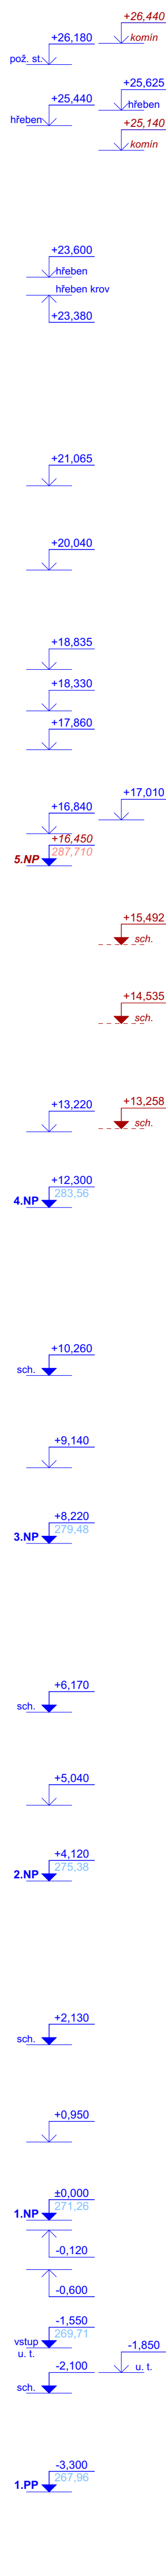 +26,440
+26,180
komín
pož. st.
+25,625
+25,440
hřeben
hřeben
+25,140
komín
+23,600
hřeben
hřeben krov
+23,380
+21,065
+20,040
+18,835
+18,330
+17,860
+17,010
+16,840
+16,450
5.NP 287,710
+15,492
sch.
+14,535
sch.
+13,258
+13,220
sch.
+12,300
4.NP 283,56
+10,260
sch.
+9,140
+8,220
3.NP 279,48
+6,170
sch.
+5,040
+4,120
2.NP 275,38
+2,130
sch.
+0,950
±0,000
1.NP 271,26
-0,120
-0,600
-1,550
269,71
vstup
u. t.
-1,850
-2,100
u. t.
sch.
-3,300
1.PP 267,96